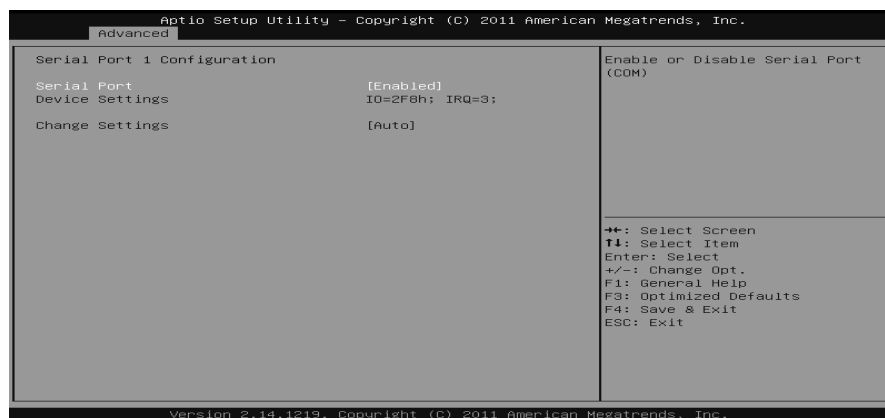 Aptio Setup Utility – Copyright (C) 2011 American Megatrends, Inc.
Advanced
Serial Port 1 Configuration
Serial Port [Enabled]
Device Settings IO=2F8h; IRQ=3;
Change Settings [Auto]
Enable or Disable Serial Port
(COM)
→←: Select Screen
↑↓: Select Item
Enter: Select
+/-: Change Opt.
F1: General Help
F3: Optimized Defaults
F4: Save & Exit
ESC: Exit
Version 2.14.1219. Copyright (C) 2011 American Megatrends, Inc.